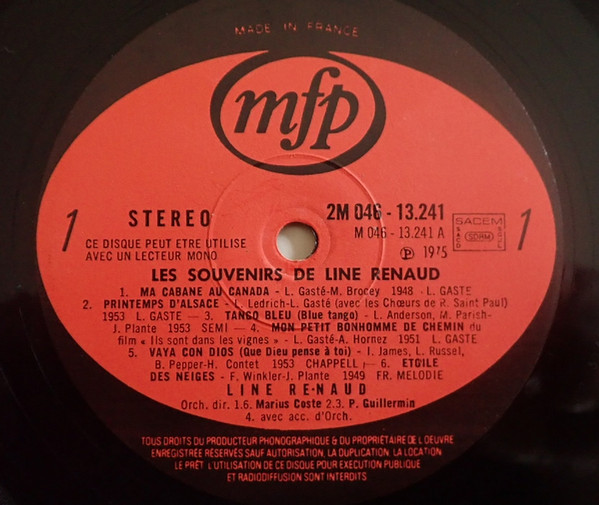 MADE IN FRANCE
mfp
1 STEREO 2M 046 - 13.241 1
M 046 - 13.241 A
SACEM
SACD SDRM SGDL
CE DISQUE PEUT ETRE UTILISE
AVEC UN LECTEUR MONO
P 1975
LES SOUVENIRS DE LINE RENAUD
1. MA CABANE AU CANADA - L. Gasté-M. Brocey 1948 - L. GASTE
2. PRINTEMPS D'ALSACE - L. Ledrich-L. Gasté (avec les Chœurs de R. Saint Paul)
1953 L. GASTE — 3. TANGO BLEU (Blue tango) - L. Anderson, M. Parish-
J. Plante 1953 SEMI — 4. MON PETIT BONHOMME DE CHEMIN du
film « Ils sont dans les vignes » - L. Gasté-A. Hornez 1951 L. GASTE
5. VAYA CON DIOS (Que Dieu pense à toi) - I. James, L. Russel,
B. Pepper-H. Contet 1953 CHAPPELL — 6. ETOILE
DES NEIGES - F. Winkler-J. Plante 1949 FR. MELODIE
LINE RENAUD
Orch. dir. 1.6. Marius Coste 2.3. P. Guillermin
4. avec acc. d'Orch.
TOUS DROITS DU PRODUCTEUR PHONOGRAPHIQUE & DU PROPRIETAIRE DE L OEUVRE
ENREGISTREE RÉSERVÉS SAUF AUTORISATION, LA DUPLICATION, LA LOCATION
LE PRÊT, L'UTILISATION DE CE DISQUE POUR EXECUTION PUBLIQUE
ET RADIODIFFUSION SONT INTERDITS